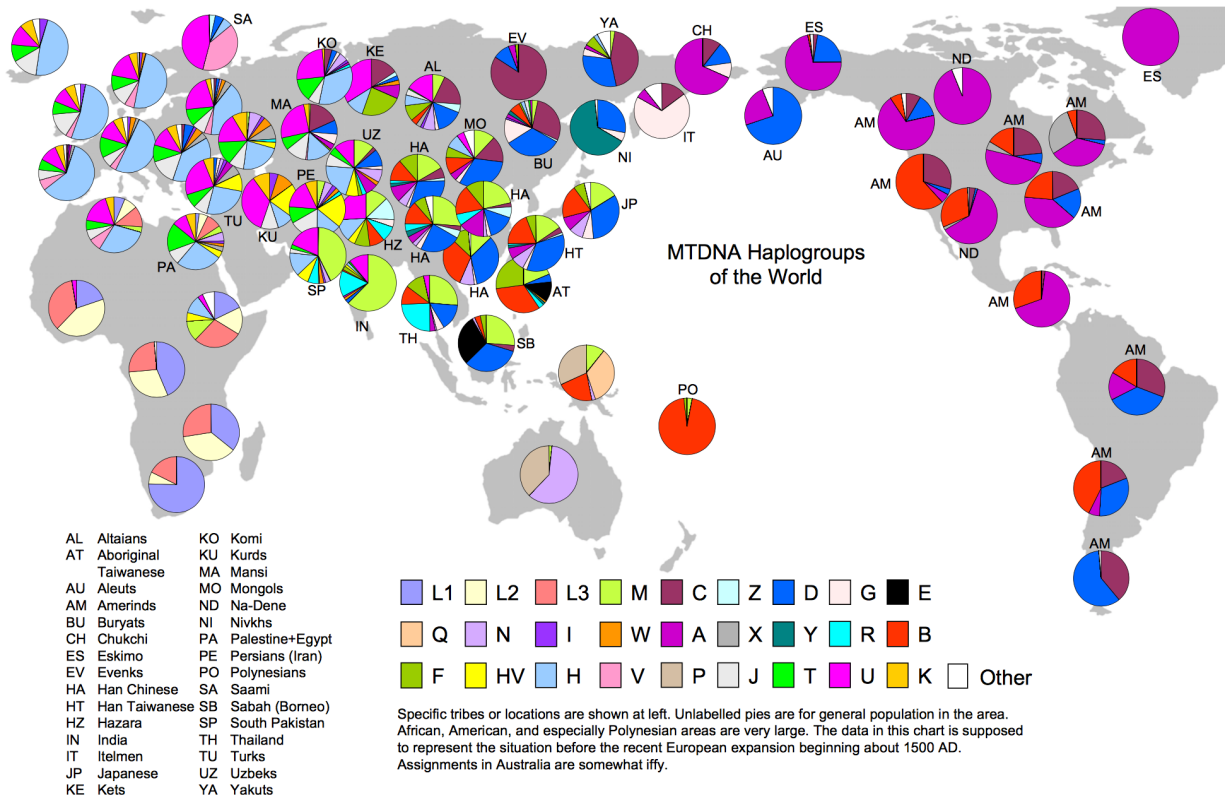 SA
YA
CH
ES
EV
KO
KE
ND
ES
AL
MA
MO
AM
AM
UZ
IT
NI
AU
BU
HA
PE
HA
AM
JP
AM
TU
KU
HZ
HA
HT
ND
PA
MTDNA Haplogroups
of the World
SP
HA
AT
IN
TH
AM
SB
AM
PO
AM
AM
AL Altaians
AT Aboriginal
Taiwanese
AU Aleuts
AM Amerinds
BU Buryats
CH Chukchi
ES Eskimo
EV Evenks
HA Han Chinese
HT Han Taiwanese
HZ Hazara
IN India
IT Itelmen
JP Japanese
KE Kets
KO Komi
KU Kurds
MA Mansi
MO Mongols
ND Na-Dene
NI Nivkhs
PA Palestine+Egypt
PE Persians (Iran)
PO Polynesians
SA Saami
SB Sabah (Borneo)
SP South Pakistan
TH Thailand
TU Turks
UZ Uzbeks
YA Yakuts
L1 L2 L3 M C Z D G E
Q N I W A X Y R B
F HV H V P J T U K Other
Specific tribes or locations are shown at left. Unlabelled pies are for general population in the area.
African, American, and especially Polynesian areas are very large. The data in this chart is supposed
to represent the situation before the recent European expansion beginning about 1500 AD.
Assignments in Australia are somewhat iffy.